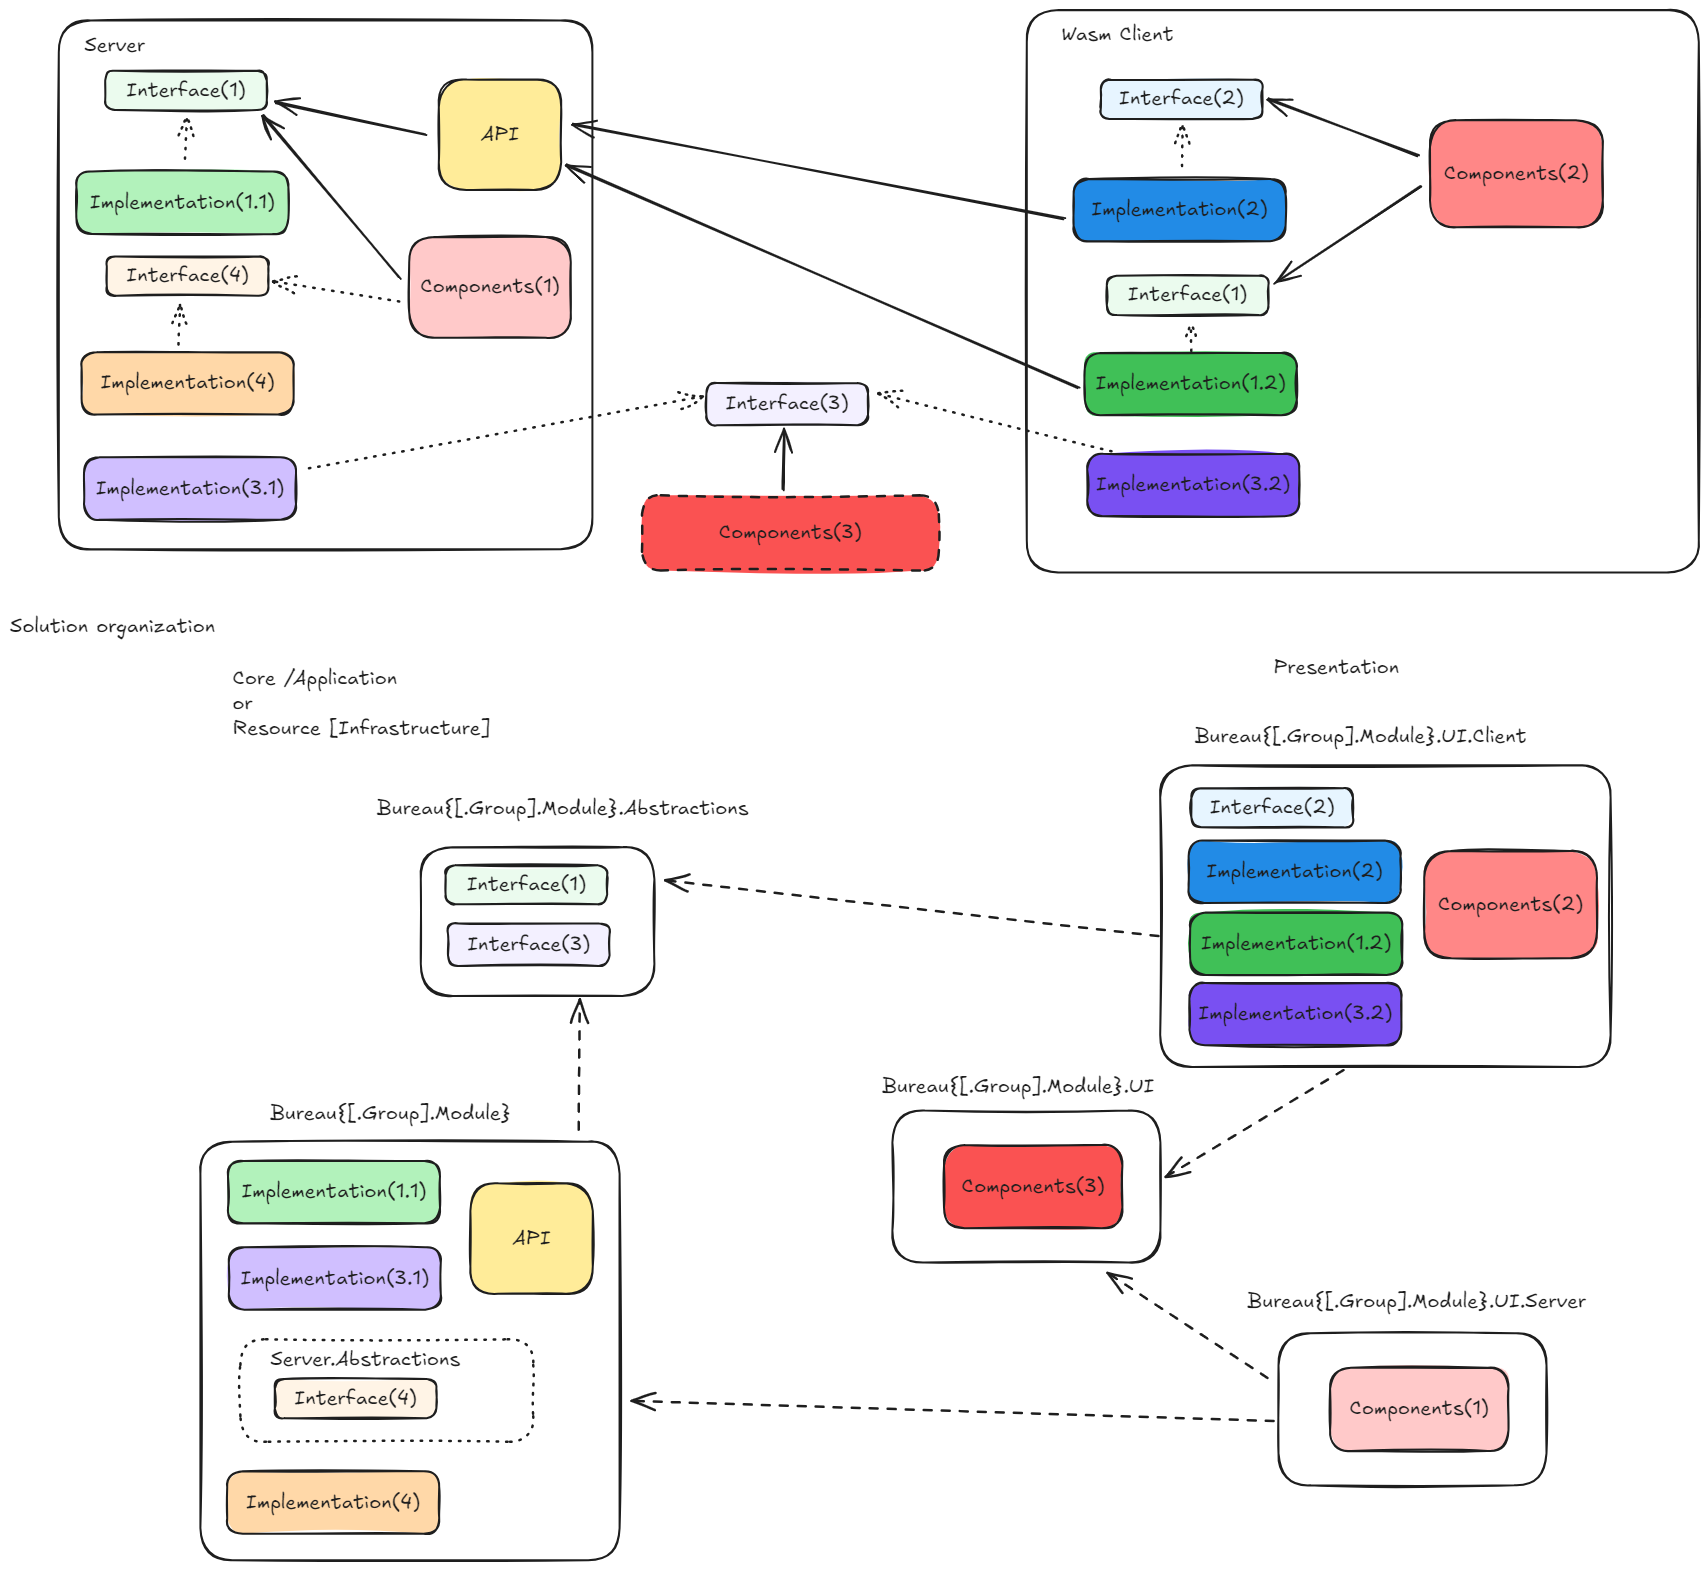 Server
Interface(1)
API
Implementation(1.1)
Interface(4)
Components(1)
Implementation(4)
Implementation(3.1)
Interface(3)
Components(3)
Wasm Client
Interface(2)
Components(2)
Implementation(2)
Interface(1)
Implementation(1.2)
Implementation(3.2)
Solution organization
Core /Application
or
Resource [Infrastructure]
Presentation
Bureau{[.Group].Module}.Abstractions
Interface(1)
Interface(3)
Bureau{[.Group].Module}.UI.Client
Interface(2)
Implementation(2)
Components(2)
Implementation(1.2)
Implementation(3.2)
Bureau{[.Group].Module}
Implementation(1.1)
API
Implementation(3.1)
Server.Abstractions
Interface(4)
Implementation(4)
Bureau{[.Group].Module}.UI
Components(3)
Bureau{[.Group].Module}.UI.Server
Components(1)